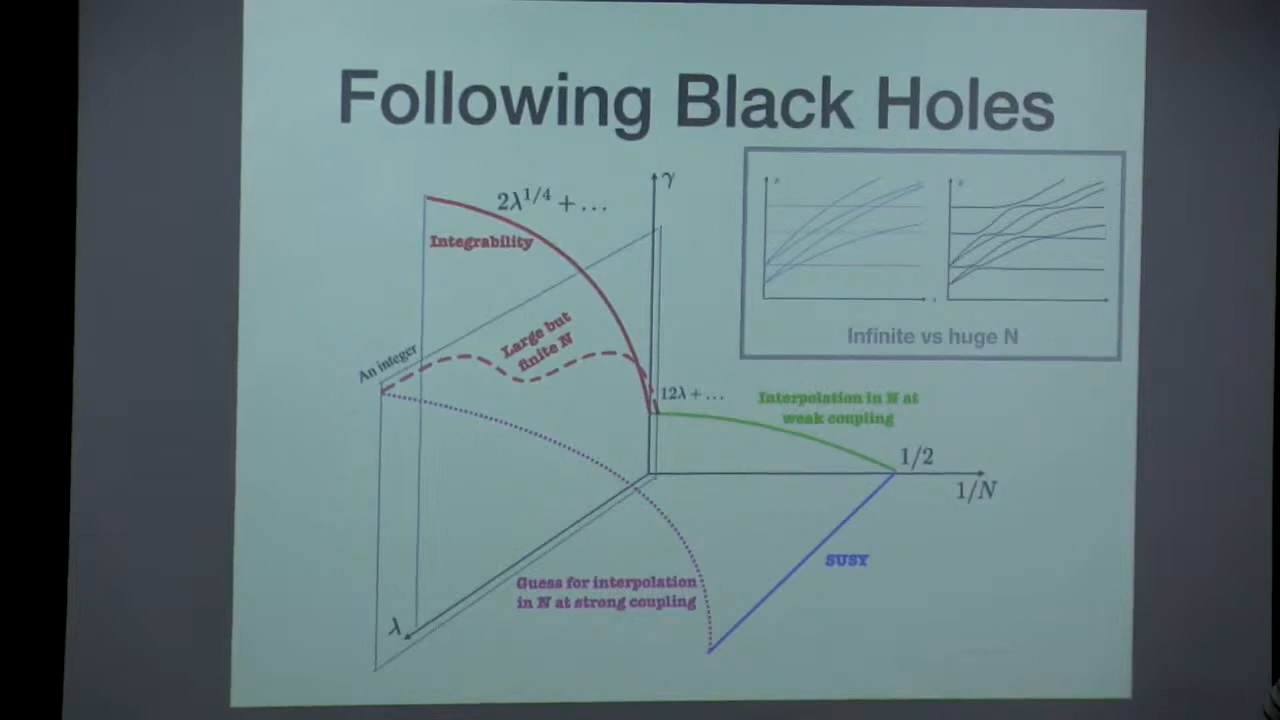 Following Black Holes
2λ^{1/4} + ...
γ
Integrability
Large but
finite N
An integer
12λ + ...
Infinite vs huge N
Interpolation in N at
weak coupling
1/2
1/N
SUSY
Guess for interpolation
in N at strong coupling
λ